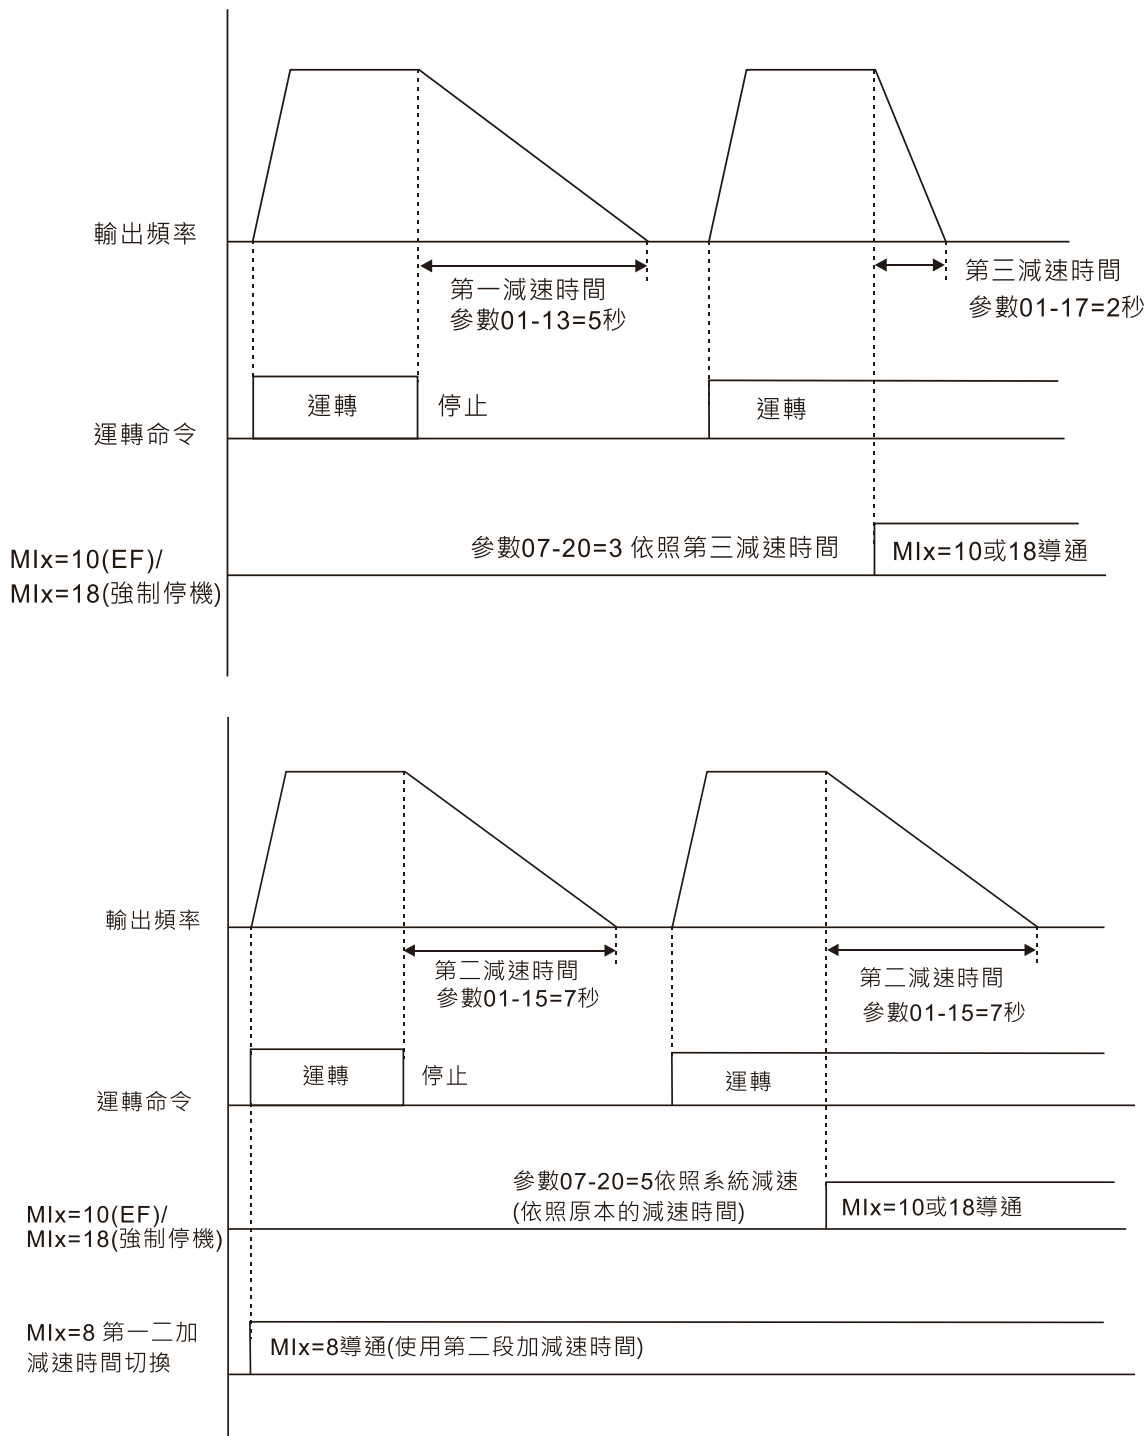 輸出頻率
第一減速時間
參數01-13=5秒
第三減速時間
參數01-17=2秒
運轉
停止
運轉
運轉命令
參數07-20=3 依照第三減速時間
MIx=10或18導通
MIx=10(EF)/
MIx=18(強制停機)
輸出頻率
第二減速時間
參數01-15=7秒
第二減速時間
參數01-15=7秒
運轉
停止
運轉
運轉命令
參數07-20=5依照系統減速
(依照原本的減速時間)
MIx=10或18導通
MIx=10(EF)/
MIx=18(強制停機)
MIx=8 第一二加
減速時間切換
MIx=8導通(使用第二段加減速時間)